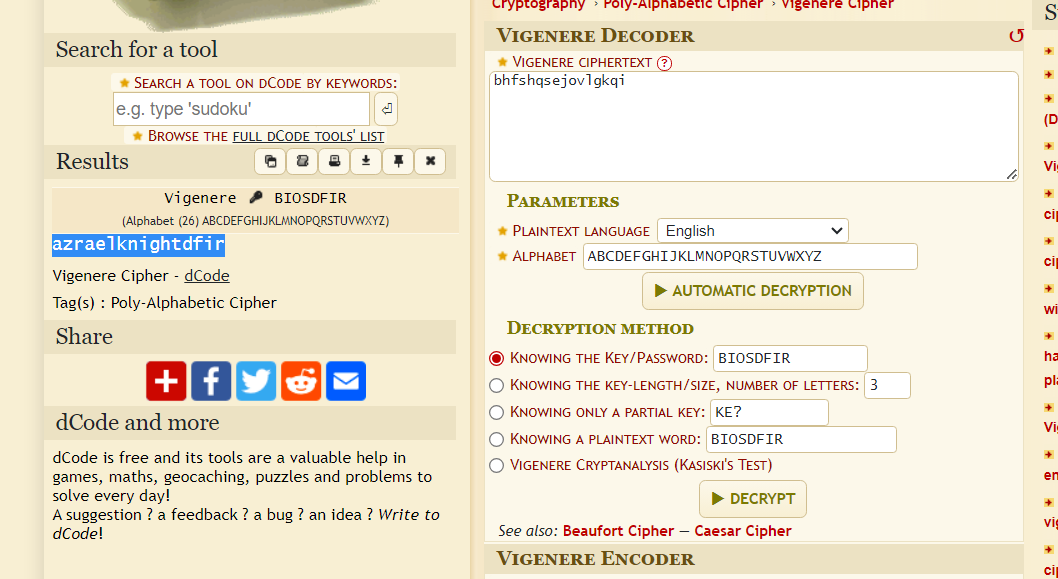 Search for a tool
★ Search a tool on dCode by keywords:
e.g. type 'sudoku'
★ Browse the full dCode tools' list
Results
Vigenere BIOSDFIR
(Alphabet (26) ABCDEFGHIJKLMNOPQRSTUVWXYZ)
azraelknightdfir
Vigenere Cipher - dCode
Tag(s) : Poly-Alphabetic Cipher
Share
dCode and more
dCode is free and its tools are a valuable help in
games, maths, geocaching, puzzles and problems to
solve every day!
A suggestion ? a feedback ? a bug ? an idea ? Write to
dCode!
Cryptography › Poly-Alphabetic Cipher › Vigenere Cipher
Vigenere Decoder
★ Vigenere ciphertext ?
bhfshqsejovlgkqi
Parameters
★ Plaintext language English
★ Alphabet ABCDEFGHIJKLMNOPQRSTUVWXYZ
▶ AUTOMATIC DECRYPTION
Decryption method
Knowing the Key/Password: BIOSDFIR
Knowing the key-length/size, number of letters: 3
Knowing only a partial key: KE?
Knowing a plaintext word: BIOSDFIR
Vigenere Cryptanalysis (Kasiski's Test)
▶ DECRYPT
See also: Beaufort Cipher — Caesar Cipher
Vigenere Encoder